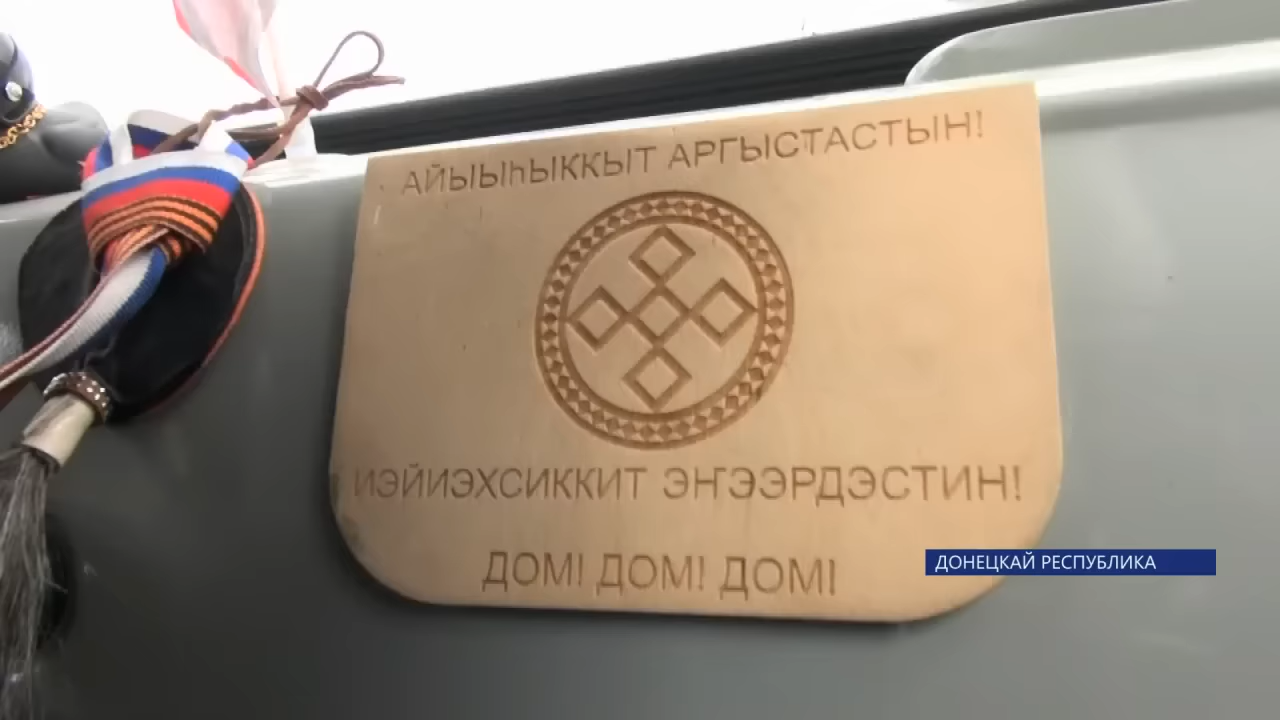 АЙЫЫҺЫККЫТ АРГЫСТАСТЫН!
ИЭЙИЭХСИККИТ ЭҤЭЭРДЭСТИН!
ДОМ! ДОМ! ДОМ!
ДОНЕЦКАЙ РЕСПУБЛИКА